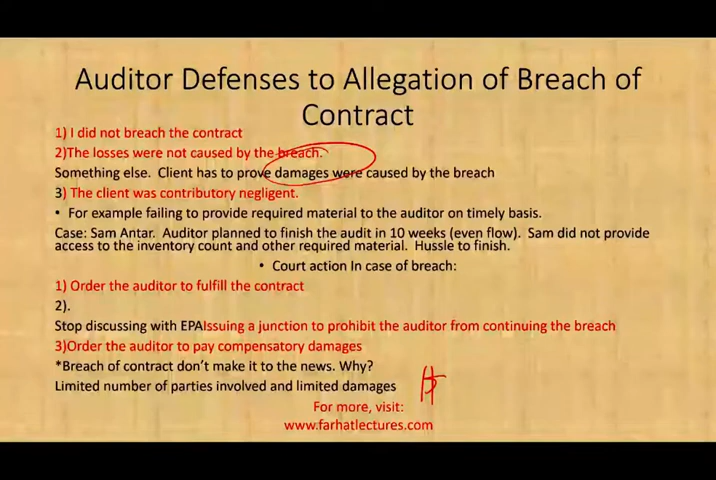 Auditor Defenses to Allegation of Breach of
Contract
1) I did not breach the contract
2)The losses were not caused by the breach.
Something else. Client has to prove damages were caused by the breach
3) The client was contributory negligent.
• For example failing to provide required material to the auditor on timely basis.
Case: Sam Antar. Auditor planned to finish the audit in 10 weeks (even flow). Sam did not provide
access to the inventory count and other required material. Hussle to finish.
• Court action In case of breach:
1) Order the auditor to fulfill the contract
2).
Stop discussing with EPAIssuing a junction to prohibit the auditor from continuing the breach
3)Order the auditor to pay compensatory damages
*Breach of contract don't make it to the news. Why?
Limited number of parties involved and limited damages
For more, visit:
www.farhatlectures.com